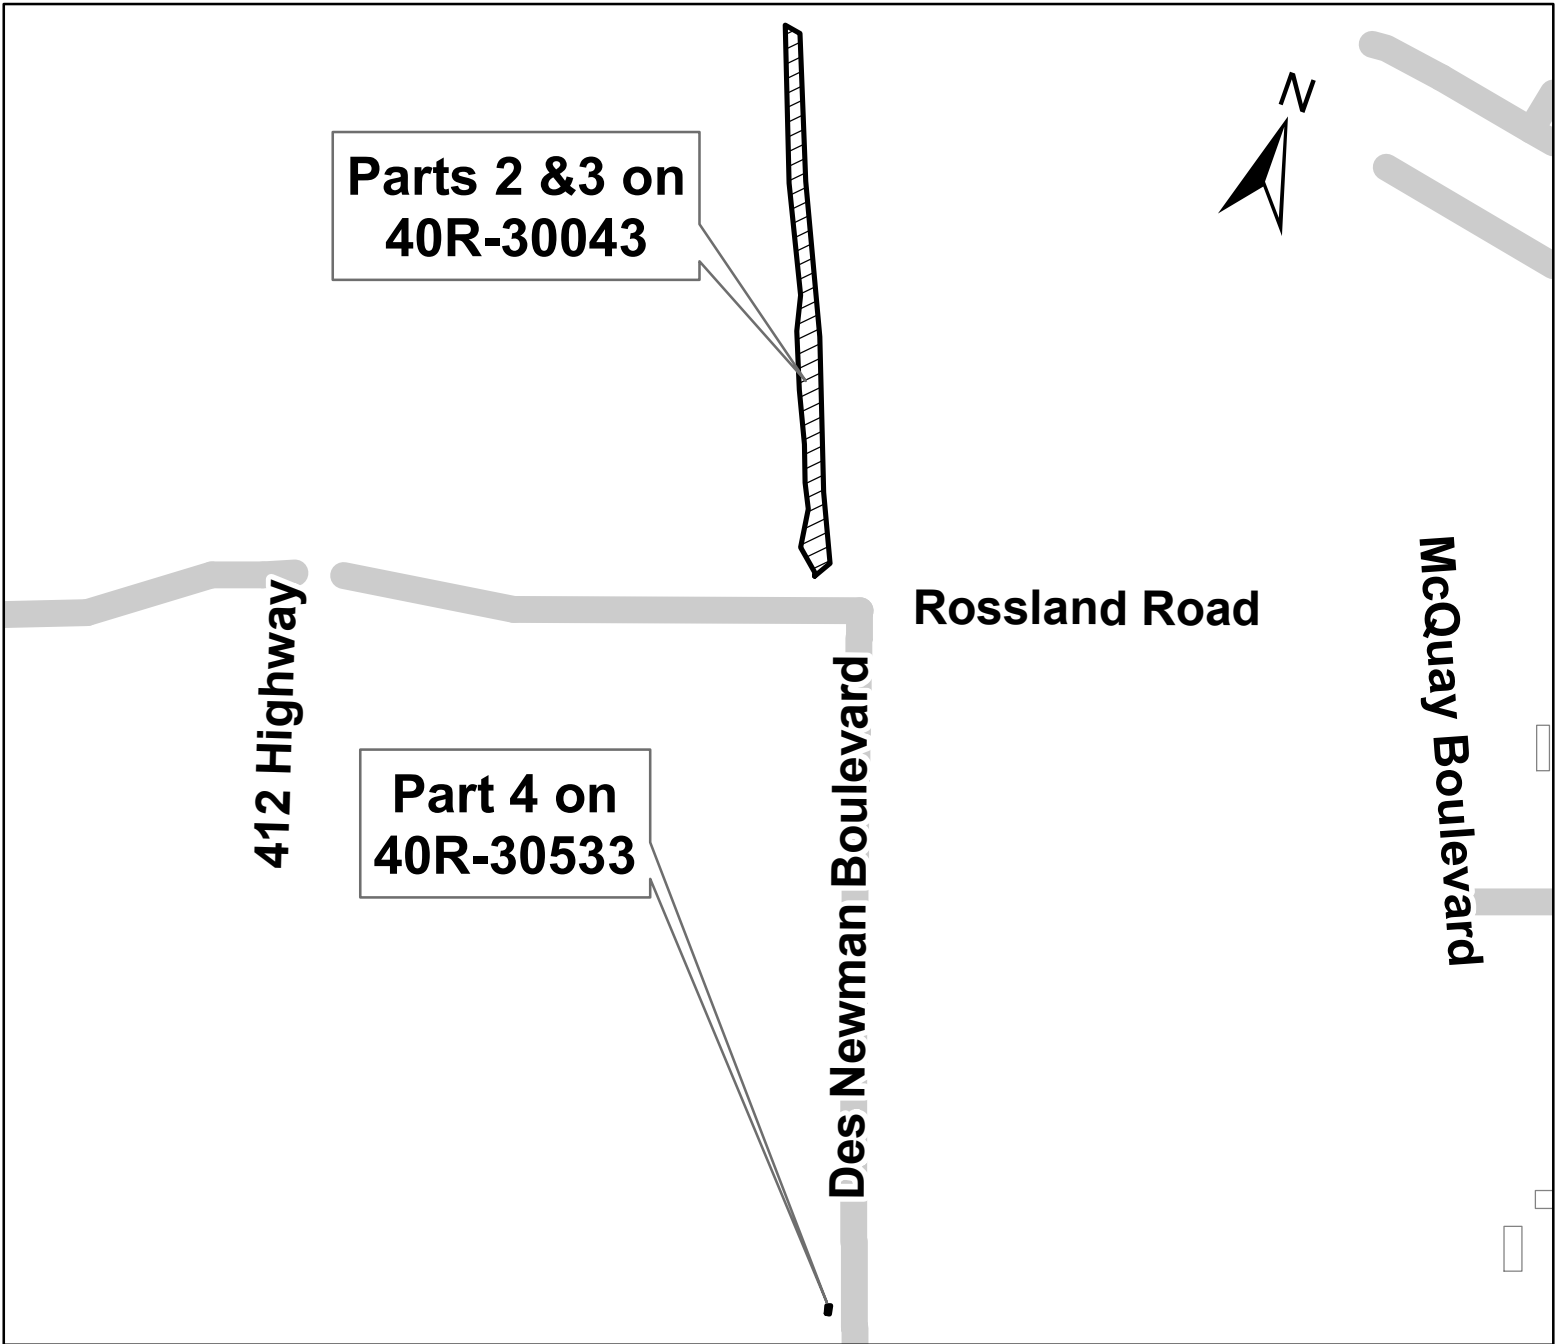 N
Parts 2 &3 on
40R-30043
Rossland Road
412 Highway
McQuay Boulevard
Des Newman Boulevard
Part 4 on
40R-30533